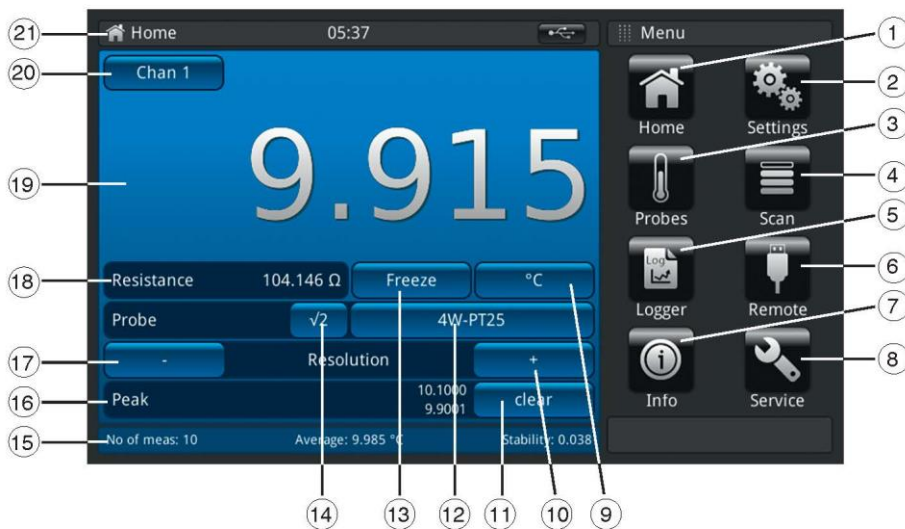 Home 05:37
Menu
Chan 1
9.915
Resistance 104.146 Ω Freeze °C
Probe √2 4W-PT25
- Resolution +
Peak 10.1000
9.9001 clear
No of meas: 10 Average: 9.985 °C Stability: 0.038
Home Settings
Probes Scan
Log
Logger Remote
Info Service
21
20
19
18
17
16
15
14 13 12 11 10 9
1
2
3
4
5
6
7
8